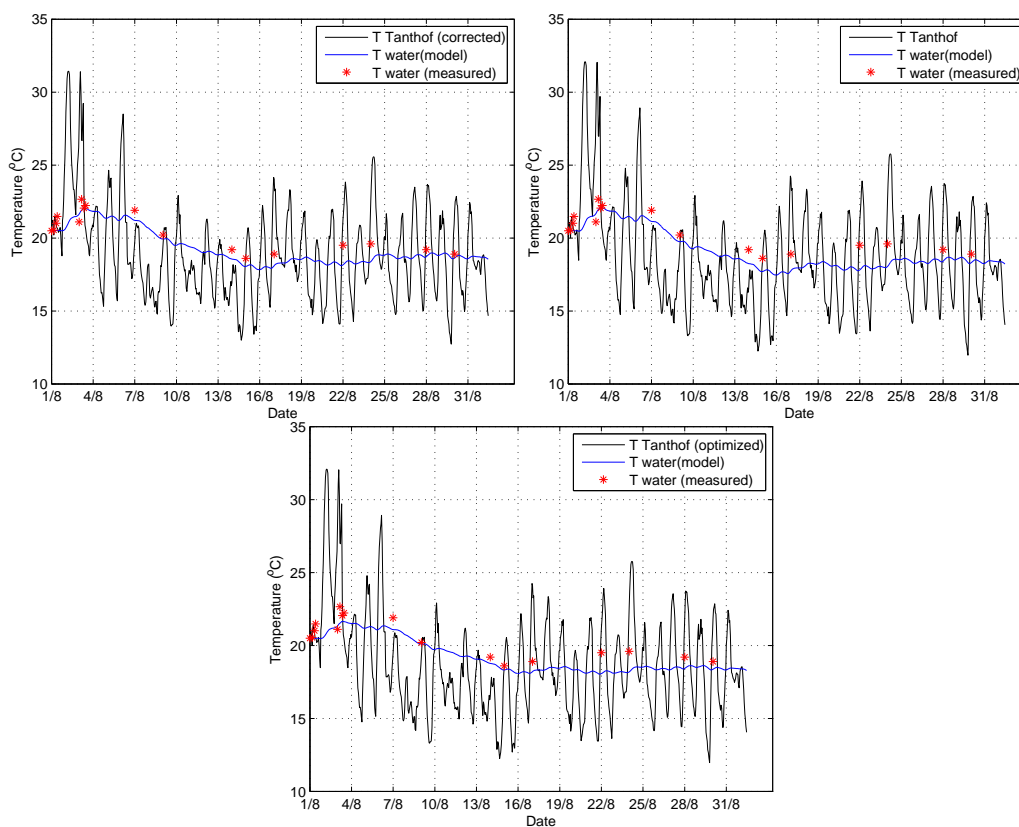 35
30
25
20
15
10
Temperature (°C)
T Tanthof (corrected)
T water(model)
T water (measured)
1/8 4/8 7/8 10/8 13/8 16/8 19/8 22/8 25/8 28/8 31/8
Date
35
30
25
20
15
10
Temperature (°C)
T Tanthof
T water(model)
T water (measured)
1/8 4/8 7/8 10/8 13/8 16/8 19/8 22/8 25/8 28/8 31/8
Date
35
30
25
20
15
10
Temperature (°C)
T Tanthof (optimized)
T water(model)
T water (measured)
1/8 4/8 7/8 10/8 13/8 16/8 19/8 22/8 25/8 28/8 31/8
Date